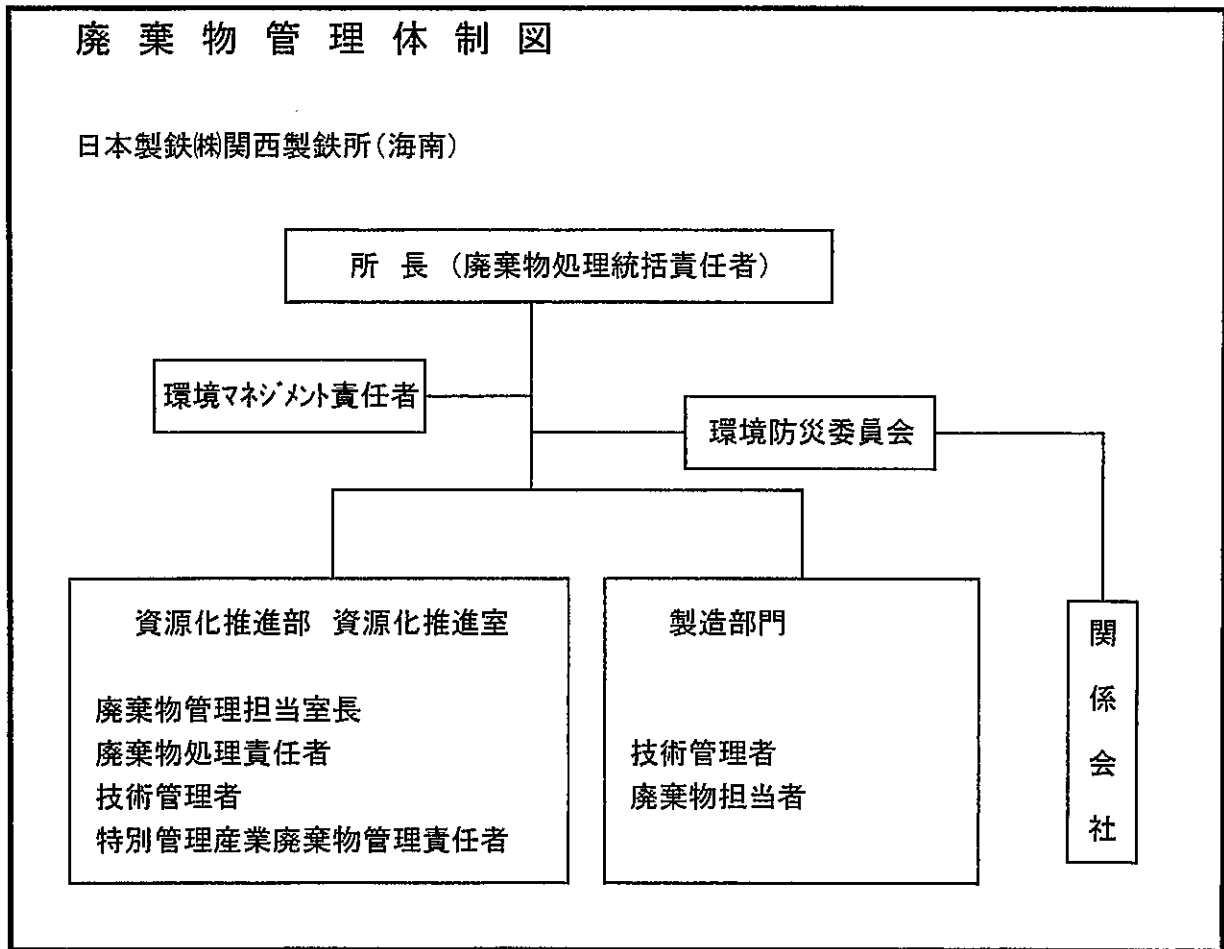 廃棄物管理体制図
日本製鉄㈱関西製鉄所(海南)
所長(廃棄物処理統括責任者)
環境マネジメント責任者
環境防災委員会
資源化推進部 資源化推進室
廃棄物管理担当室長
廃棄物処理責任者
技術管理者
特別管理産業廃棄物管理責任者
製造部門
技術管理者
廃棄物担当者
関係会社